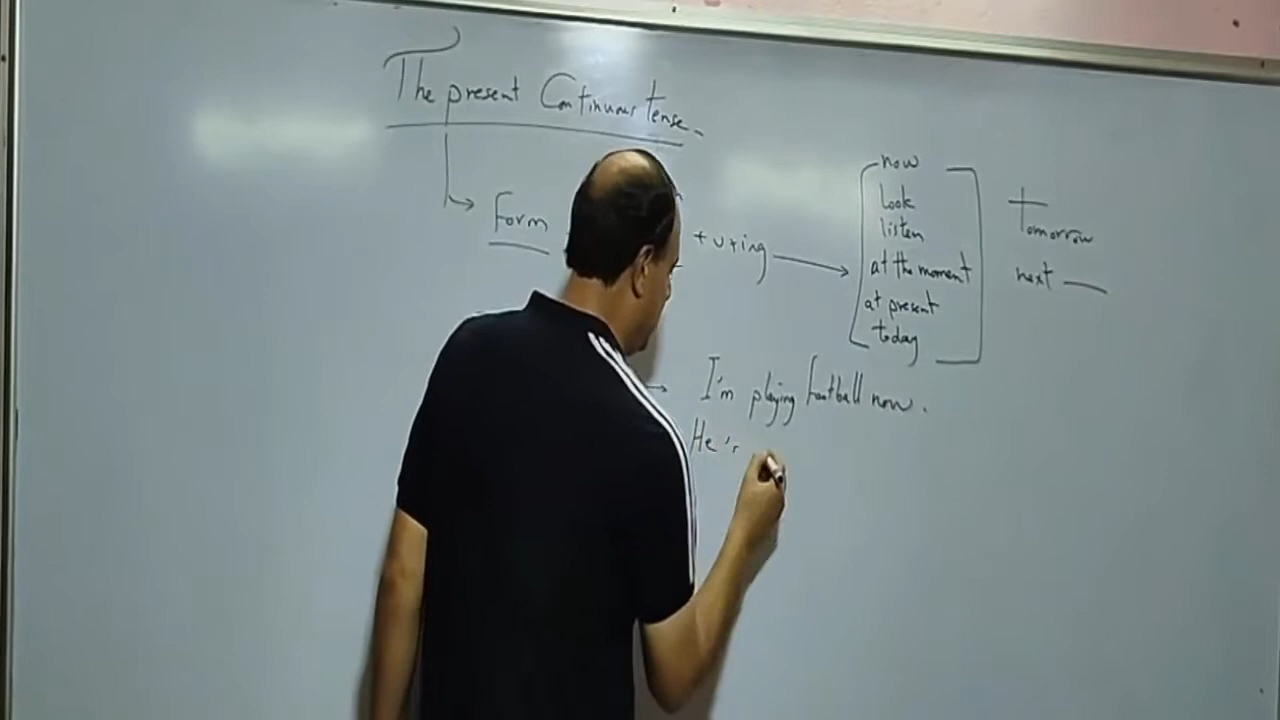 The present Continuous tense.
Form
+ v+ing
now
look
listen
at the moment
at present
today
tomorrow
next
I'm playing football now.
He's